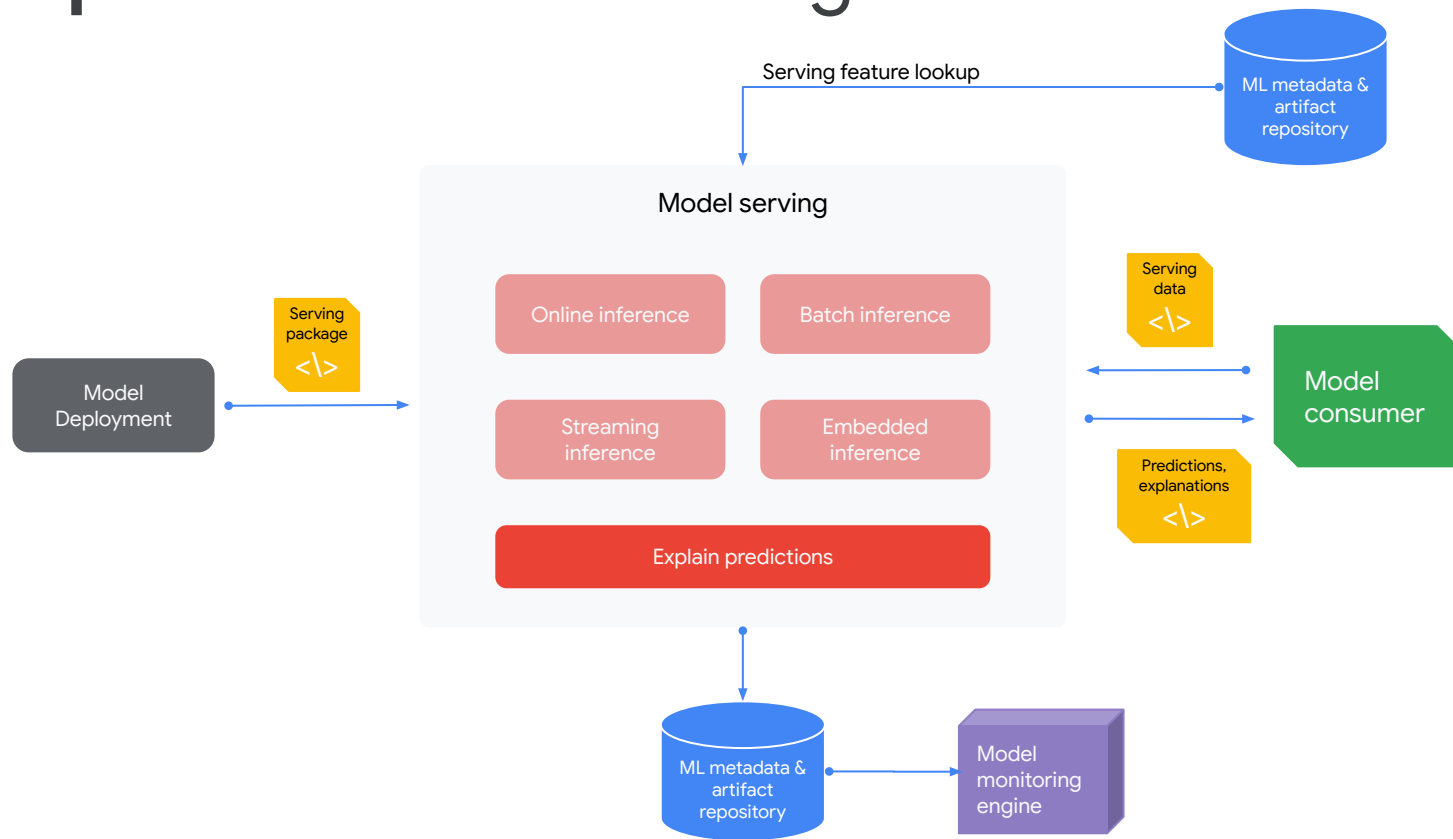 Serving feature lookup
ML metadata &
artifact
repository
Model serving
Online inference
Batch inference
Streaming
inference
Embedded
inference
Explain predictions
Serving
package
<\>
Model
Deployment
Serving
data
<\>
Model
consumer
Predictions,
explanations
<\>
ML metadata &
artifact
repository
Model
monitoring
engine